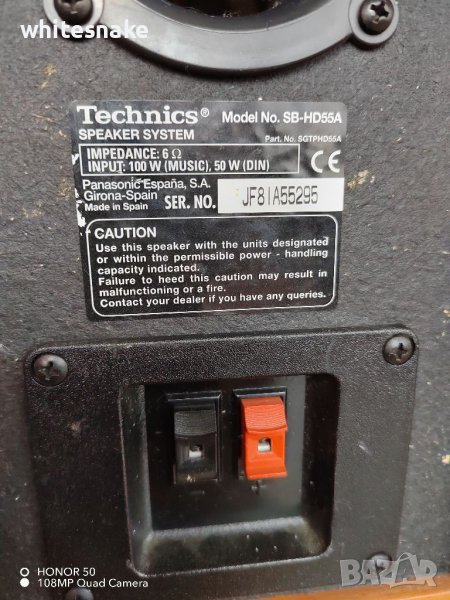 whitesnake
Technics® Model No. SB-HD55A
SPEAKER SYSTEM Part. No. SGTPHD55A
IMPEDANCE: 6 Ω
INPUT: 100 W (MUSIC), 50 W (DIN)
CE
Panasonic España, S.A.
Girona-Spain
Made in Spain SER. NO. JF8IA55295
CAUTION
Use this speaker with the units designated
or within the permissible power - handling
capacity indicated.
Failure to heed this caution may result in
malfunctioning or a fire.
Contact your dealer if you have any queries.
HONOR 50
108MP Quad Camera
BAZAR